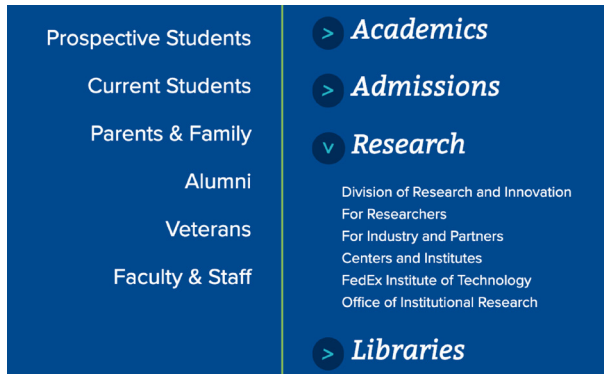 Prospective Students
Current Students
Parents & Family
Alumni
Veterans
Faculty & Staff
Academics
Admissions
Research
Division of Research and Innovation
For Researchers
For Industry and Partners
Centers and Institutes
FedEx Institute of Technology
Office of Institutional Research
Libraries